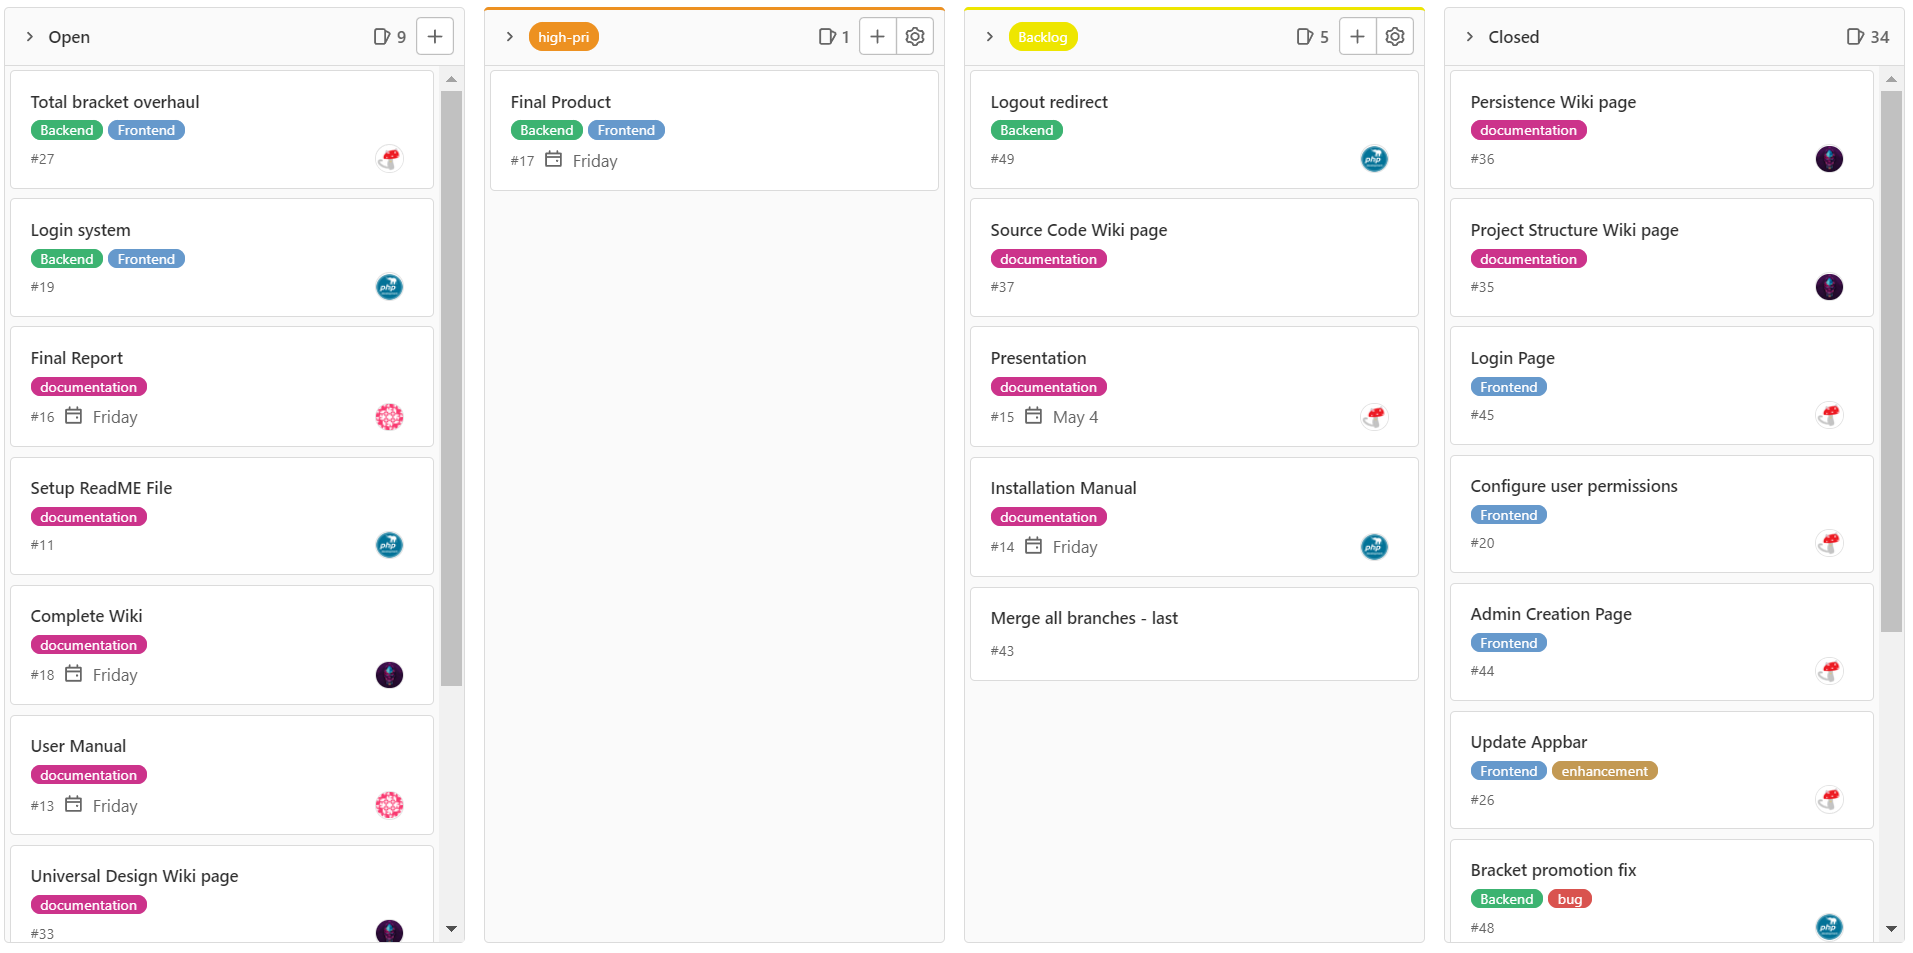 Open 9
Total bracket overhaul
Backend Frontend
#27
Login system
Backend Frontend
#19
php
Final Report
documentation
#16 Friday
Setup ReadME File
documentation
#11
php
Complete Wiki
documentation
#18 Friday
User Manual
documentation
#13 Friday
Universal Design Wiki page
documentation
#33
high-pri 1
Final Product
Backend Frontend
#17 Friday
Backlog 5
Logout redirect
Backend
#49
php
Source Code Wiki page
documentation
#37
Presentation
documentation
#15 May 4
Installation Manual
documentation
#14 Friday
php
Merge all branches - last
#43
Closed 34
Persistence Wiki page
documentation
#36
Project Structure Wiki page
documentation
#35
Login Page
Frontend
#45
Configure user permissions
Frontend
#20
Admin Creation Page
Frontend
#44
Update Appbar
Frontend enhancement
#26
Bracket promotion fix
Backend bug
#48
php